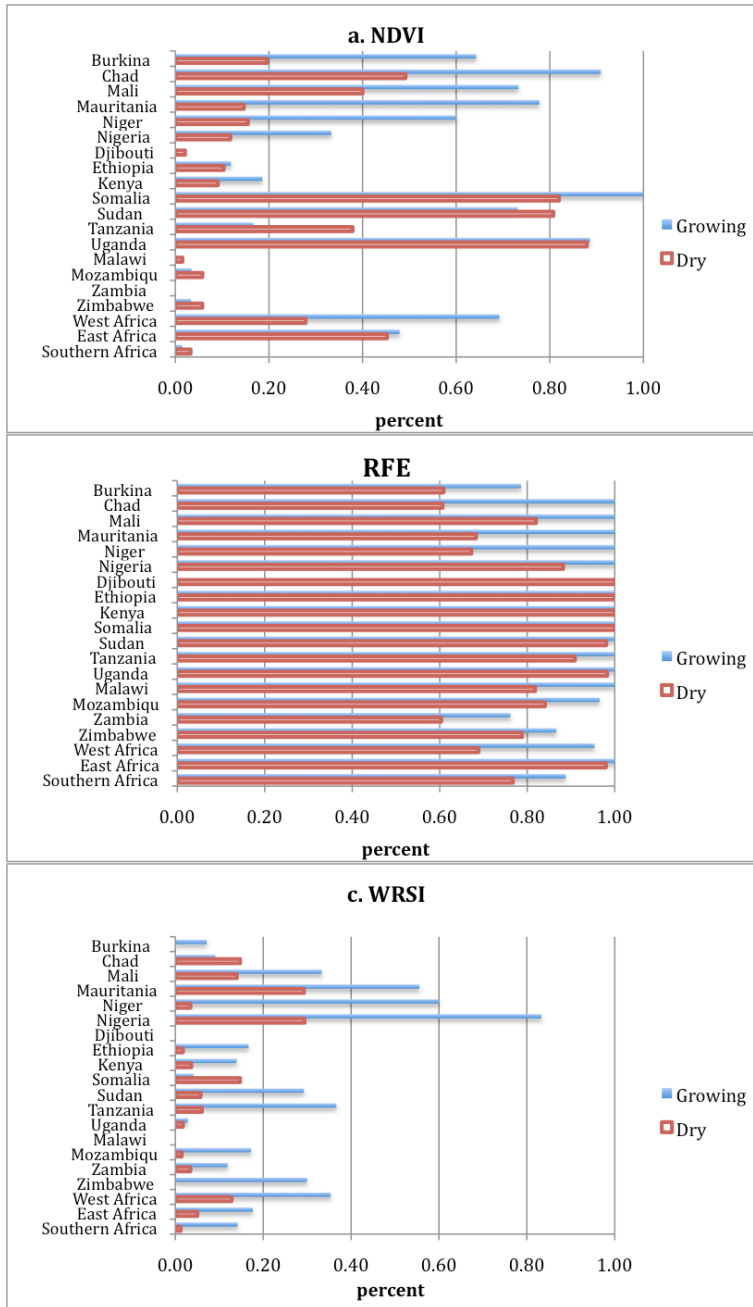 a. NDVI
Burkina
Chad
Mali
Mauritania
Niger
Nigeria
Djibouti
Ethiopia
Kenya
Somalia
Sudan
Tanzania
Uganda
Malawi
Mozambiqu
Zambia
Zimbabwe
West Africa
East Africa
Southern Africa
Growing
Dry
0.00 0.20 0.40 0.60 0.80 1.00
percent
RFE
Burkina
Chad
Mali
Mauritania
Niger
Nigeria
Djibouti
Ethiopia
Kenya
Somalia
Sudan
Tanzania
Uganda
Malawi
Mozambiqu
Zambia
Zimbabwe
West Africa
East Africa
Southern Africa
Growing
Dry
0.00 0.20 0.40 0.60 0.80 1.00
percent
c. WRSI
Burkina
Chad
Mali
Mauritania
Niger
Nigeria
Djibouti
Ethiopia
Kenya
Somalia
Sudan
Tanzania
Uganda
Malawi
Mozambiqu
Zambia
Zimbabwe
West Africa
East Africa
Southern Africa
Growing
Dry
0.00 0.20 0.40 0.60 0.80 1.00
percent